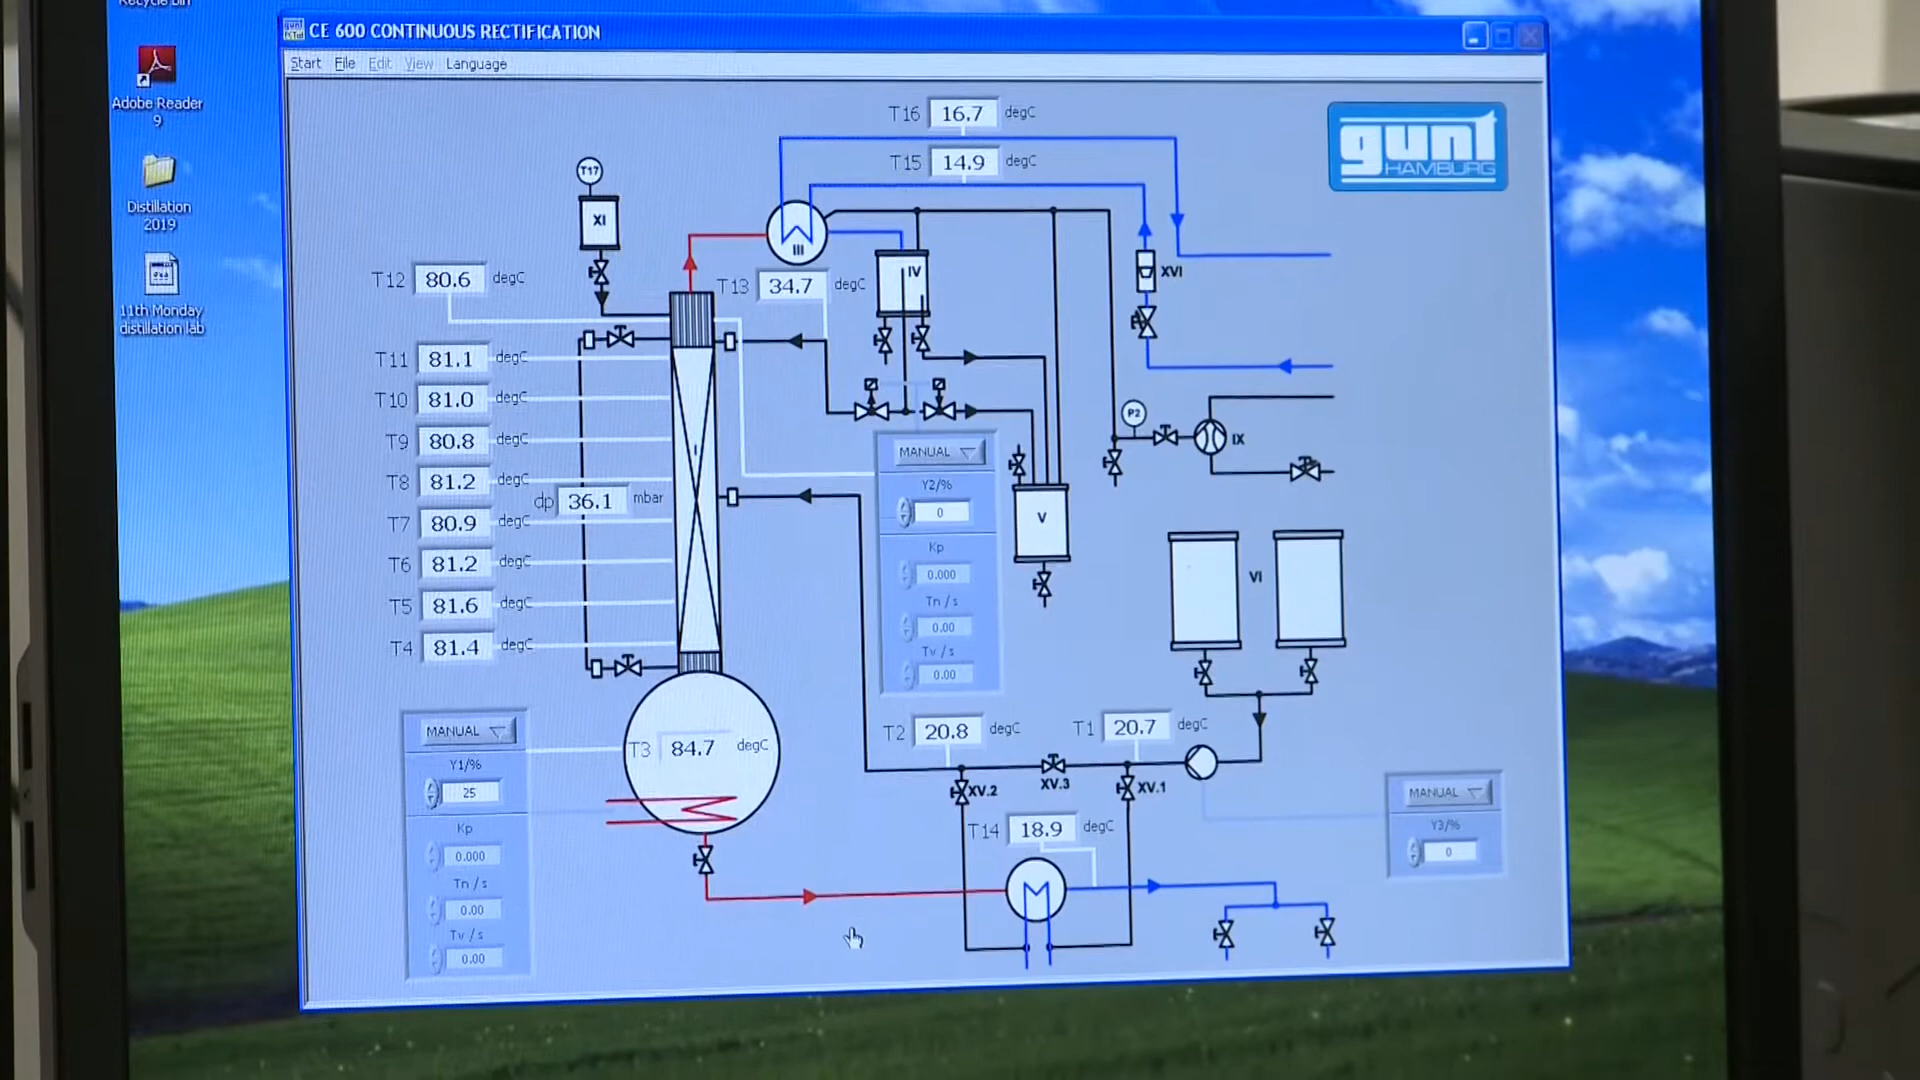 Recycle Bin
Adobe Reader
9
Distillation
2019
11th Monday
distillation lab
CE 600 CONTINUOUS RECTIFICATION
Start File Edit View Language
gunt
HAMBURG
T16 16.7 degC
T15 14.9 degC
T17
XI
III
IV
XVI
T12 80.6 degC
T13 34.7 degC
T11 81.1 degC
T10 81.0 degC
T9 80.8 degC
T8 81.2 degC
dp 36.1 mbar
T7 80.9 degC
T6 81.2 degC
T5 81.6 degC
T4 81.4 degC
I
P2
IX
MANUAL
Y2/%
0
Kp
0.000
Tn / s
0.00
Tv / s
0.00
V
VI
T3 84.7 degC
MANUAL
Y1/%
25
Kp
0.000
Tn / s
0.00
Tv / s
0.00
T2 20.8 degC
T1 20.7 degC
XV.2
XV.3
XV.1
T14 18.9 degC
MANUAL
Y3/%
0